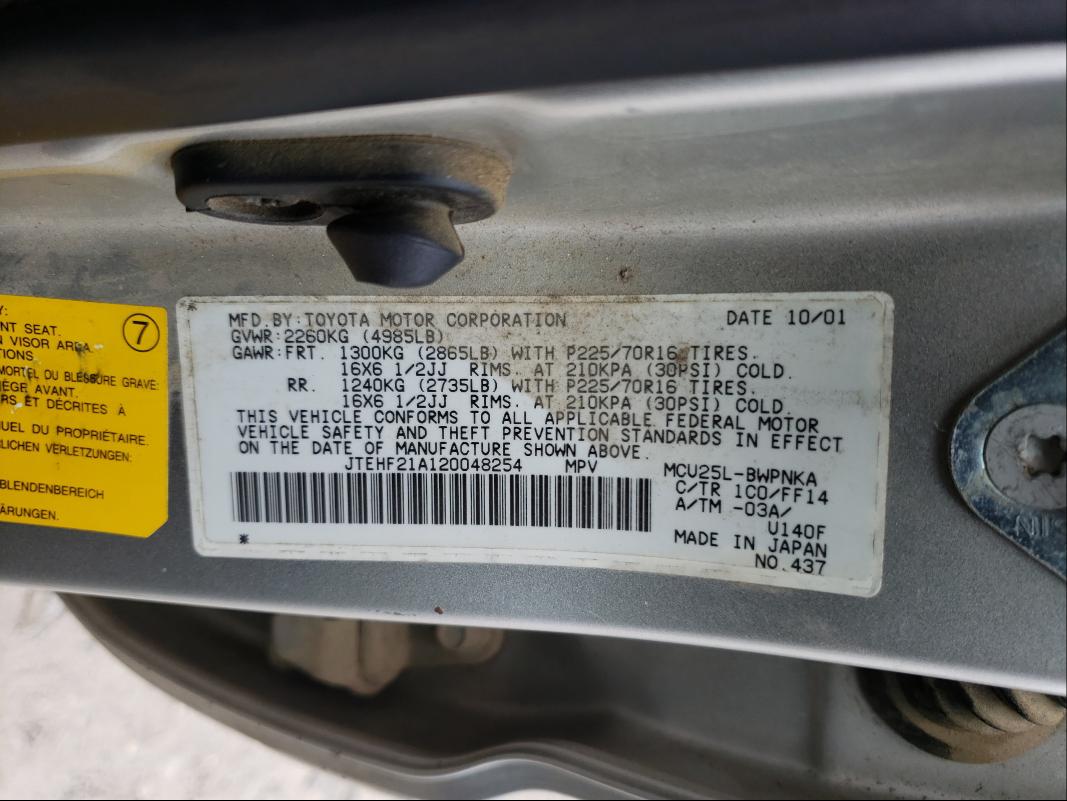 Y:
NT SEAT.
N VISOR AREA
TIONS.
7
MORTEL DU BLESSURE GRAVE:
IÈGE AVANT.
RS ET DÉCRITES À
UEL DU PROPRIÉTAIRE.
LICHEN VERLETZUNGEN:
BLENDENBEREICH
ÄRUNGEN.
MFD.BY:TOYOTA MOTOR CORPORATION DATE 10/01
GVWR:2260KG (4985LB)
GAWR:FRT. 1300KG (2865LB) WITH P225/70R16 TIRES.
16X6 1/2JJ RIMS. AT 210KPA (30PSI) COLD.
RR. 1240KG (2735LB) WITH P225/70R16 TIRES.
16X6 1/2JJ RIMS. AT 210KPA (30PSI) COLD.
THIS VEHICLE CONFORMS TO ALL APPLICABLE FEDERAL MOTOR
VEHICLE SAFETY AND THEFT PREVENTION STANDARDS IN EFFECT
ON THE DATE OF MANUFACTURE SHOWN ABOVE.
JTEHF21A120048254 MPV MCU25L-BWPNKA
C/TR 1C0/FF14
A/TM -03A/
U140F
* MADE IN JAPAN
NO.437